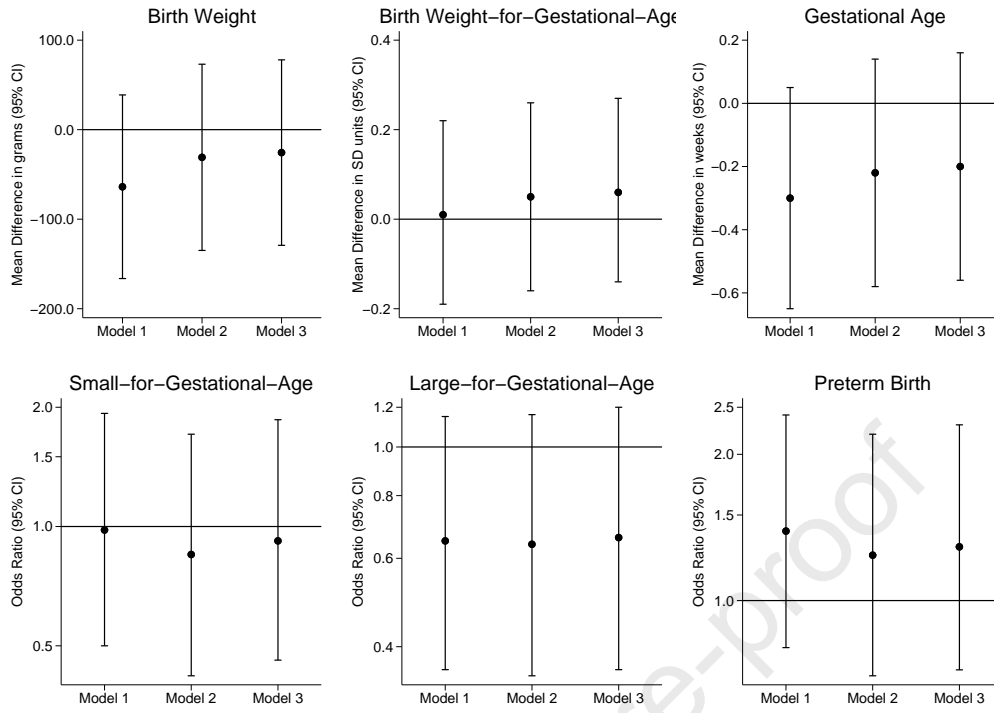 Birth Weight
Mean Difference in grams (95% CI)
100.0
0.0
−100.0
−200.0
Model 1 Model 2 Model 3
Birth Weight−for−Gestational−Age
Mean Difference in SD units (95% CI)
0.4
0.2
0.0
−0.2
Model 1 Model 2 Model 3
Gestational Age
Mean Difference in weeks (95% CI)
0.2
0.0
−0.2
−0.4
−0.6
Model 1 Model 2 Model 3
Small−for−Gestational−Age
Odds Ratio (95% CI)
2.0
1.5
1.0
0.5
Model 1 Model 2 Model 3
Large−for−Gestational−Age
Odds Ratio (95% CI)
1.2
1.0
0.8
0.6
0.4
Model 1 Model 2 Model 3
Preterm Birth
Odds Ratio (95% CI)
2.5
2.0
1.5
1.0
Model 1 Model 2 Model 3
re-proof